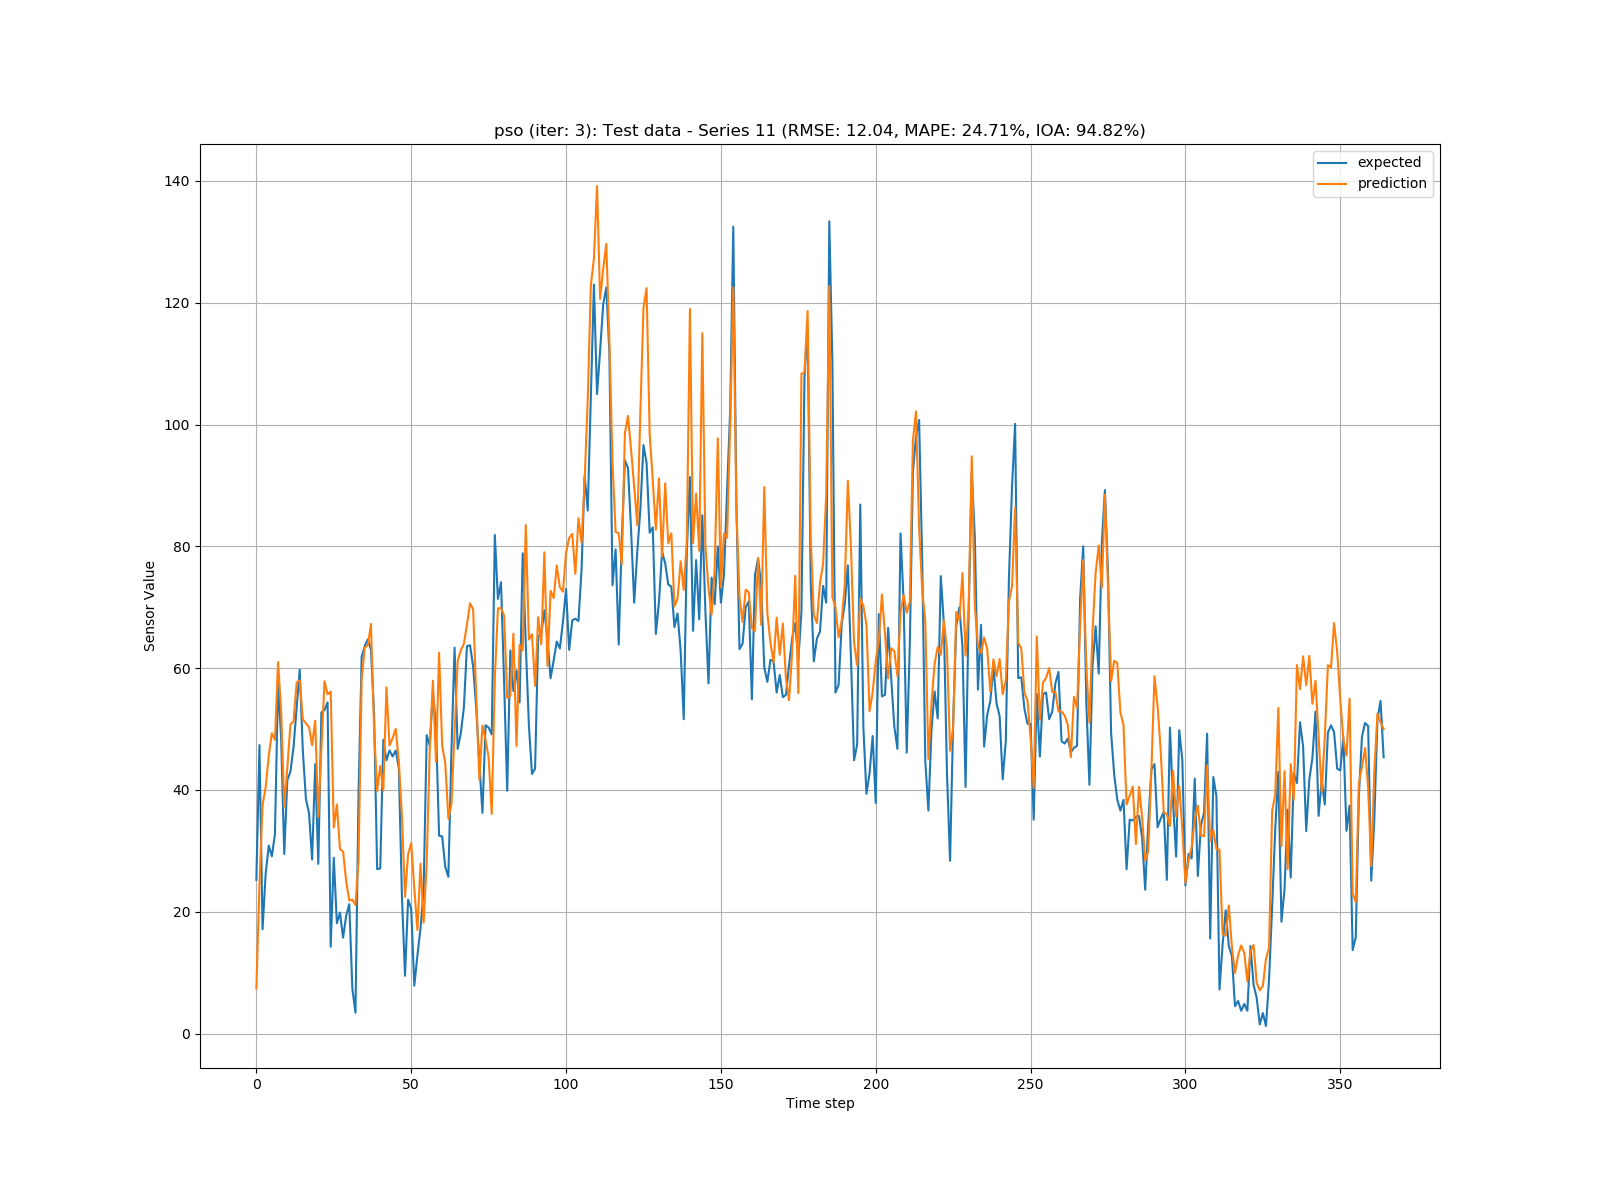 pso (iter: 3): Test data - Series 11 (RMSE: 12.04, MAPE: 24.71%, IOA: 94.82%)
expected
prediction
140
120
100
80
60
40
20
0
Sensor Value
0 50 100 150 200 250 300 350
Time step